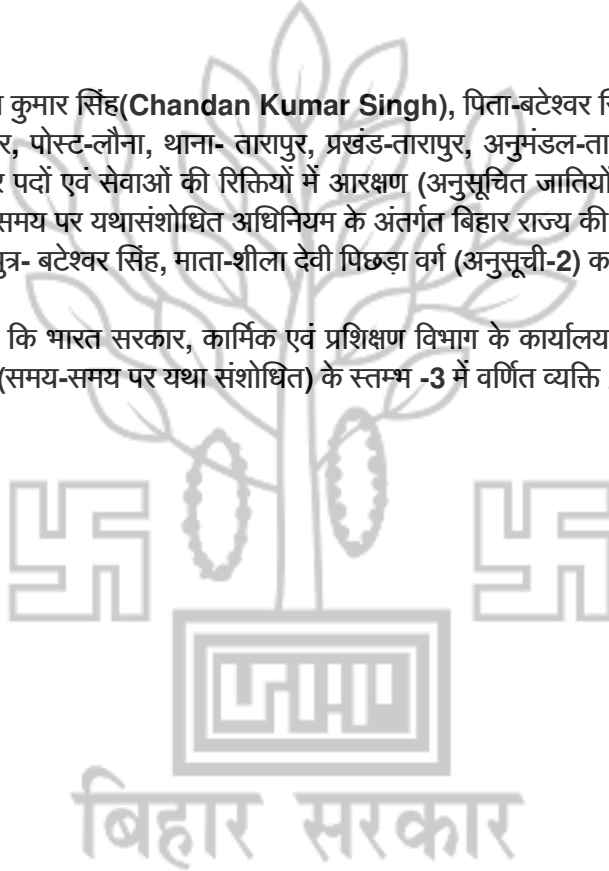 कुमार सिंह(Chandan Kumar Singh), पिता-बटेश्वर
पोस्ट-लौना, थाना- तारापुर, प्रखंड-तारापुर, अनुमंडल-ता
पदों एवं सेवाओं की रिक्तियों में आरक्षण (अनुसूचित जातियों
समय पर यथासंशोधित अधिनियम के अंतर्गत बिहार राज्य की
पुत्र- बटेश्वर सिंह, माता-शीला देवी पिछड़ा वर्ग (अनुसूची-2) क
कि भारत सरकार, कार्मिक एवं प्रशिक्षण विभाग के कार्यालय
(समय-समय पर यथा संशोधित) के स्तम्भ -3 में वर्णित व्यक्ति
बिहार सरकार